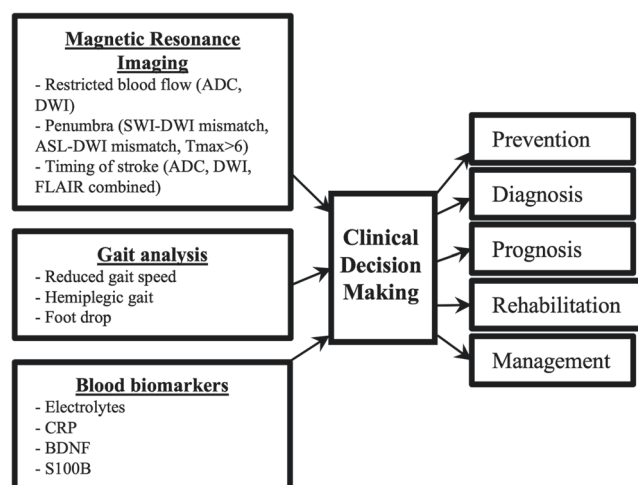 Magnetic Resonance
Imaging
- Restricted blood flow (ADC,
DWI)
- Penumbra (SWI-DWI mismatch,
ASL-DWI mismatch, Tmax>6)
- Timing of stroke (ADC, DWI,
FLAIR combined)
Gait analysis
- Reduced gait speed
- Hemiplegic gait
- Foot drop
Blood biomarkers
- Electrolytes
- CRP
- BDNF
- S100B
Clinical
Decision
Making
Prevention
Diagnosis
Prognosis
Rehabilitation
Management